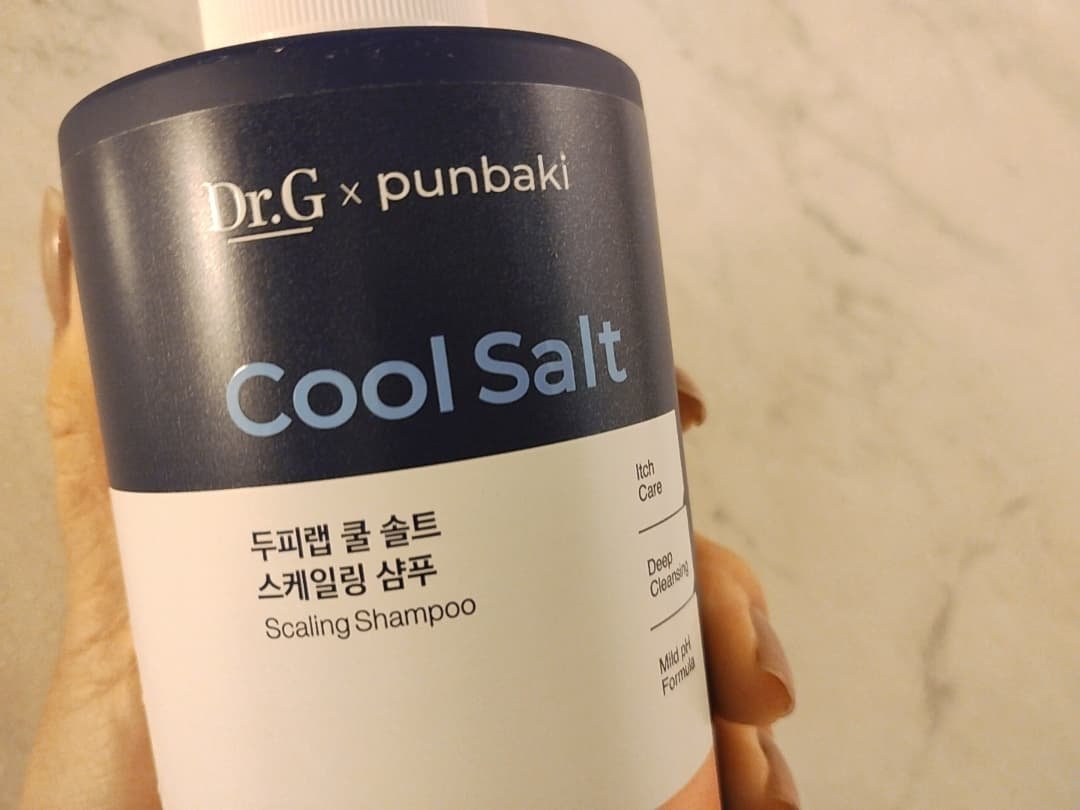 Dr.G x punbaki
Cool Salt
두피랩 쿨 솔트
스케일링 샴푸
Scaling Shampoo
Itch
Care
Deep
Cleansing
Mild pH
Formula